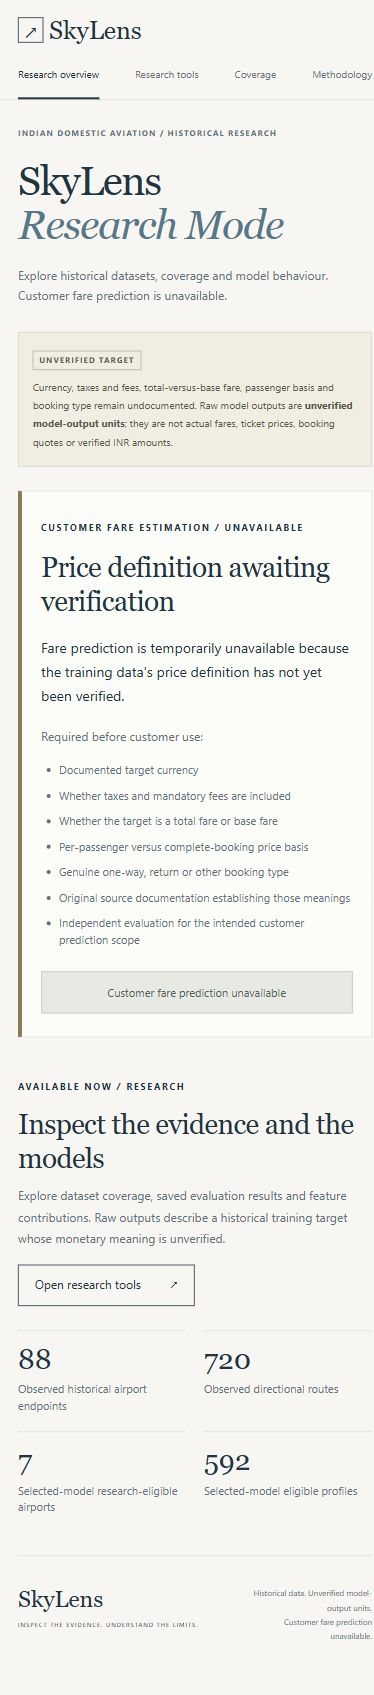 ↗ SkyLens
Research overview Research tools Coverage Methodology
INDIAN DOMESTIC AVIATION / HISTORICAL RESEARCH
SkyLens
Research Mode
Explore historical datasets, coverage and model behaviour.
Customer fare prediction is unavailable.
UNVERIFIED TARGET
Currency, taxes and fees, total-versus-base fare, passenger basis and
booking type remain undocumented. Raw model outputs are unverified
model-output units; they are not actual fares, ticket prices, booking
quotes or verified INR amounts.
CUSTOMER FARE ESTIMATION / UNAVAILABLE
Price definition awaiting
verification
Fare prediction is temporarily unavailable because
the training data's price definition has not yet
been verified.
Required before customer use:
• Documented target currency
• Whether taxes and mandatory fees are included
• Whether the target is a total fare or base fare
• Per-passenger versus complete-booking price basis
• Genuine one-way, return or other booking type
• Original source documentation establishing those meanings
• Independent evaluation for the intended customer
prediction scope
Customer fare prediction unavailable
AVAILABLE NOW / RESEARCH
Inspect the evidence and the
models
Explore dataset coverage, saved evaluation results and feature
contributions. Raw outputs describe a historical training target
whose monetary meaning is unverified.
Open research tools ↗
88
Observed historical airport
endpoints
720
Observed directional routes
7
Selected-model research-eligible
airports
592
Selected-model eligible profiles
SkyLens
INSPECT THE EVIDENCE. UNDERSTAND THE LIMITS.
Historical data. Unverified model-
output units.
Customer fare prediction
unavailable.